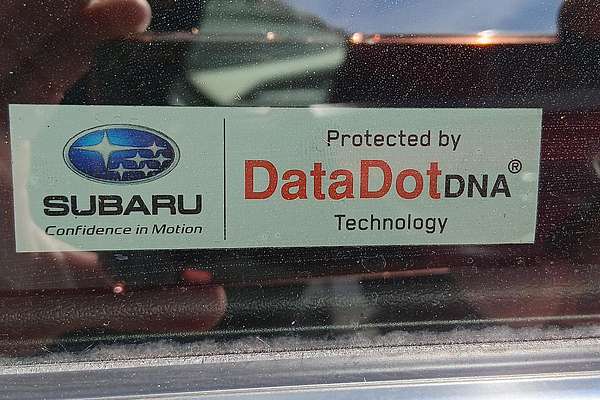 SUBARU
Confidence in Motion
Protected by
DataDotDNA®
Technology